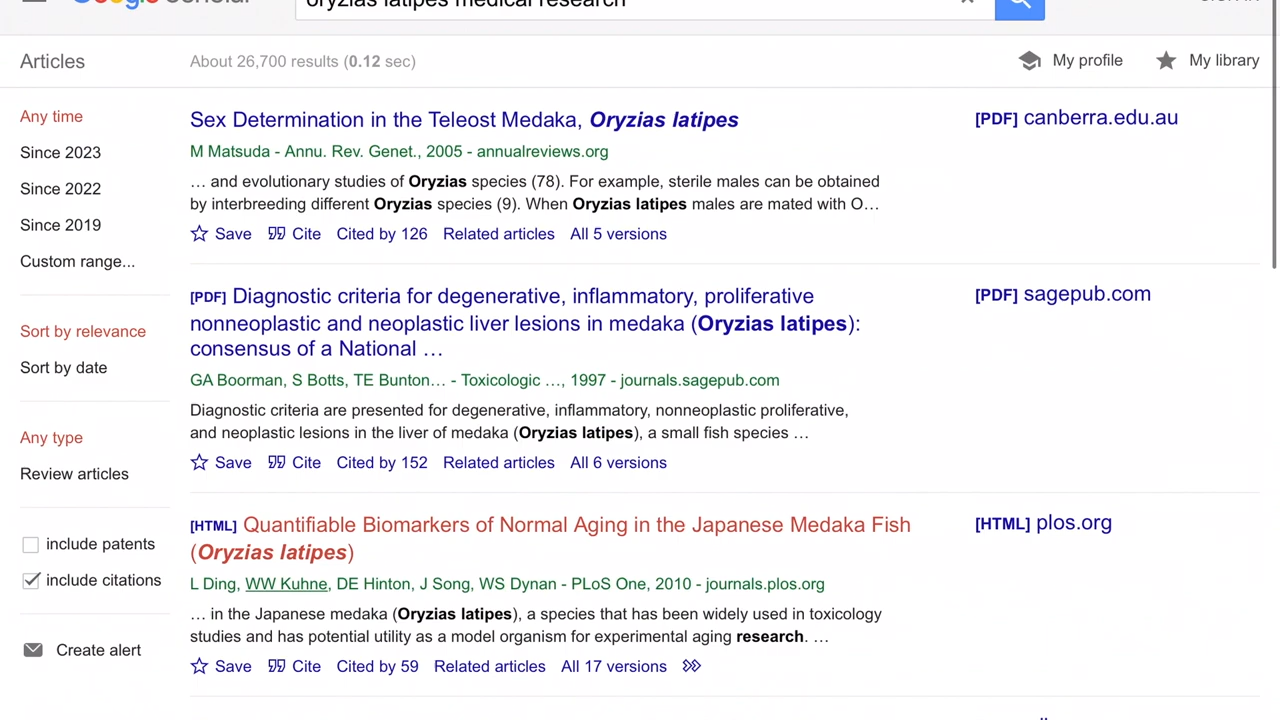 Google Scholar
oryzias latipes medical research
SIGN IN
Articles
About 26,700 results (0.12 sec)
My profile
My library
Any time
Since 2023
Since 2022
Since 2019
Custom range...
Sort by relevance
Sort by date
Any type
Review articles
include patents
include citations
Create alert
Sex Determination in the Teleost Medaka, Oryzias latipes
[PDF] canberra.edu.au
M Matsuda - Annu. Rev. Genet., 2005 - annualreviews.org
… and evolutionary studies of Oryzias species (78). For example, sterile males can be obtained
by interbreeding different Oryzias species (9). When Oryzias latipes males are mated with O…
Save Cite Cited by 126 Related articles All 5 versions
[PDF] Diagnostic criteria for degenerative, inflammatory, proliferative
nonneoplastic and neoplastic liver lesions in medaka (Oryzias latipes):
consensus of a National …
[PDF] sagepub.com
GA Boorman, S Botts, TE Bunton… - Toxicologic …, 1997 - journals.sagepub.com
Diagnostic criteria are presented for degenerative, inflammatory, nonneoplastic proliferative,
and neoplastic lesions in the liver of medaka (Oryzias latipes), a small fish species …
Save Cite Cited by 152 Related articles All 6 versions
[HTML] Quantifiable Biomarkers of Normal Aging in the Japanese Medaka Fish
(Oryzias latipes)
[HTML] plos.org
L Ding, WW Kuhne, DE Hinton, J Song, WS Dynan - PLoS One, 2010 - journals.plos.org
… in the Japanese medaka (Oryzias latipes), a species that has been widely used in toxicology
studies and has potential utility as a model organism for experimental aging research. …
Save Cite Cited by 59 Related articles All 17 versions